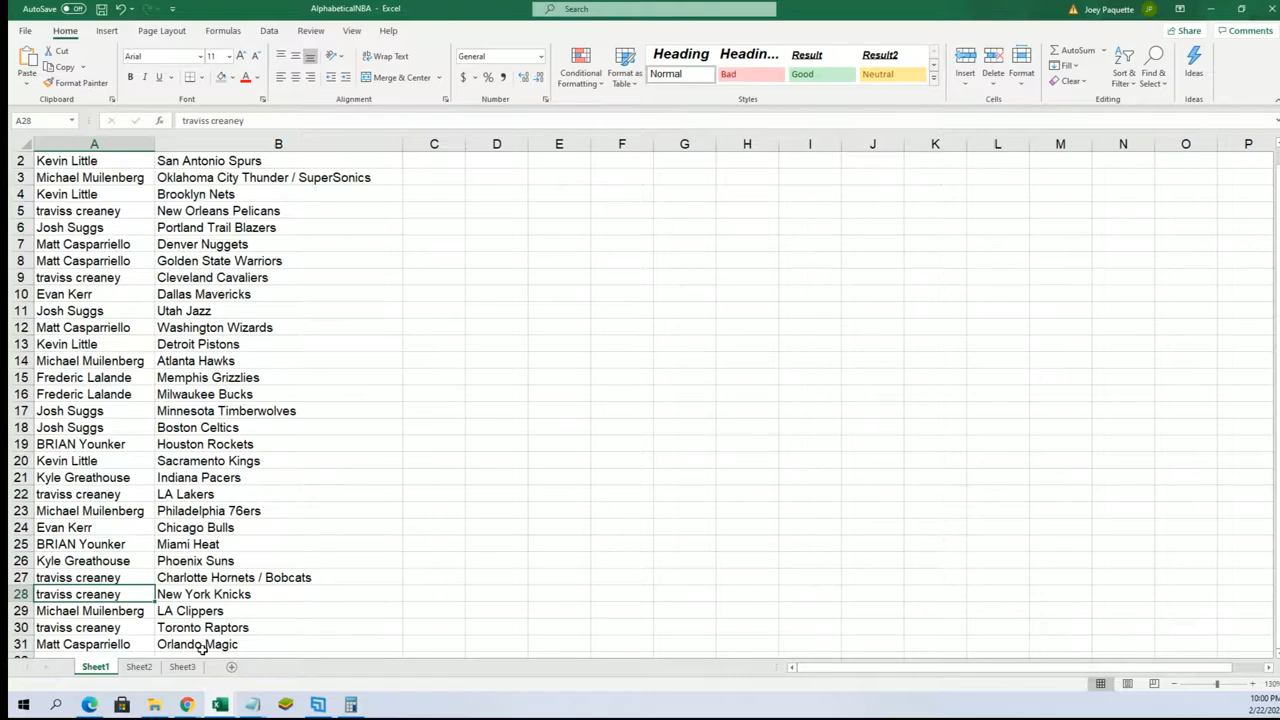 AutoSave Off AlphabeticalNBA - Excel Search Joey Paquette JP
File Home Insert Page Layout Formulas Data Review View Help Share Comments
Cut Copy Format Painter Paste Clipboard
Arial 11 Font
Wrap Text Merge & Center Alignment
General Number
Conditional Formatting Format as Table
Heading Headin... Result Result2
Normal Bad Good Neutral
Styles
Insert Delete Format Cells
AutoSum Fill Clear Sort & Filter Find & Select Editing
Ideas Ideas
A28 fx traviss creaney
A B C D E F G H I J K L M N O P
2 Kevin Little San Antonio Spurs
3 Michael Muilenberg Oklahoma City Thunder / SuperSonics
4 Kevin Little Brooklyn Nets
5 traviss creaney New Orleans Pelicans
6 Josh Suggs Portland Trail Blazers
7 Matt Casparriello Denver Nuggets
8 Matt Casparriello Golden State Warriors
9 traviss creaney Cleveland Cavaliers
10 Evan Kerr Dallas Mavericks
11 Josh Suggs Utah Jazz
12 Matt Casparriello Washington Wizards
13 Kevin Little Detroit Pistons
14 Michael Muilenberg Atlanta Hawks
15 Frederic Lalande Memphis Grizzlies
16 Frederic Lalande Milwaukee Bucks
17 Josh Suggs Minnesota Timberwolves
18 Josh Suggs Boston Celtics
19 BRIAN Younker Houston Rockets
20 Kevin Little Sacramento Kings
21 Kyle Greathouse Indiana Pacers
22 traviss creaney LA Lakers
23 Michael Muilenberg Philadelphia 76ers
24 Evan Kerr Chicago Bulls
25 BRIAN Younker Miami Heat
26 Kyle Greathouse Phoenix Suns
27 traviss creaney Charlotte Hornets / Bobcats
28 traviss creaney New York Knicks
29 Michael Muilenberg LA Clippers
30 traviss creaney Toronto Raptors
31 Matt Casparriello Orlando Magic
Sheet1 Sheet2 Sheet3
130%
10:00 PM